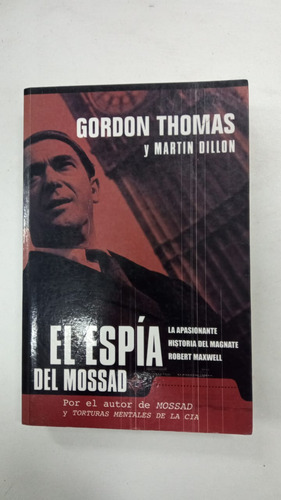 GORDON THOMAS
y MARTIN DILLON
EL ESPÍA
DEL MOSSAD
LA APASIONANTE
HISTORIA DEL MAGNATE
ROBERT MAXWELL
Por el autor de MOSSAD
y TORTURAS MENTALES DE LA CIA